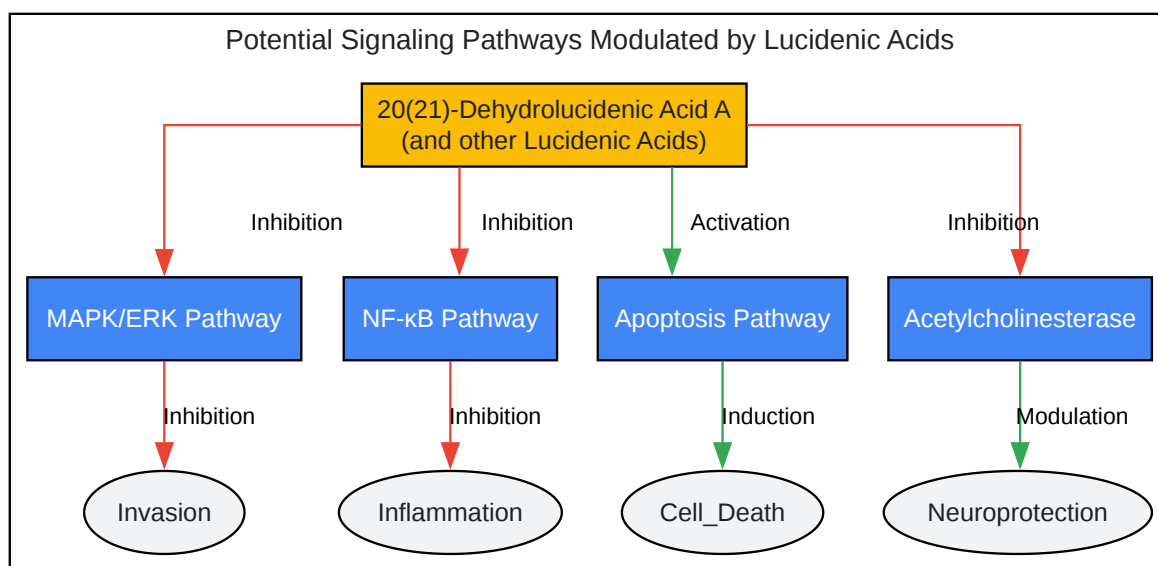 Potential Signaling Pathways Modulated by Lucidenic Acids
20(21)-Dehydrolucidenic Acid A
(and other Lucidenic Acids)
Inhibition
Inhibition
Activation
Inhibition
MAPK/ERK Pathway
NF-κB Pathway
Apoptosis Pathway
Acetylcholinesterase
Inhibition
Inhibition
Induction
Modulation
Invasion
Inflammation
Cell_Death
Neuroprotection